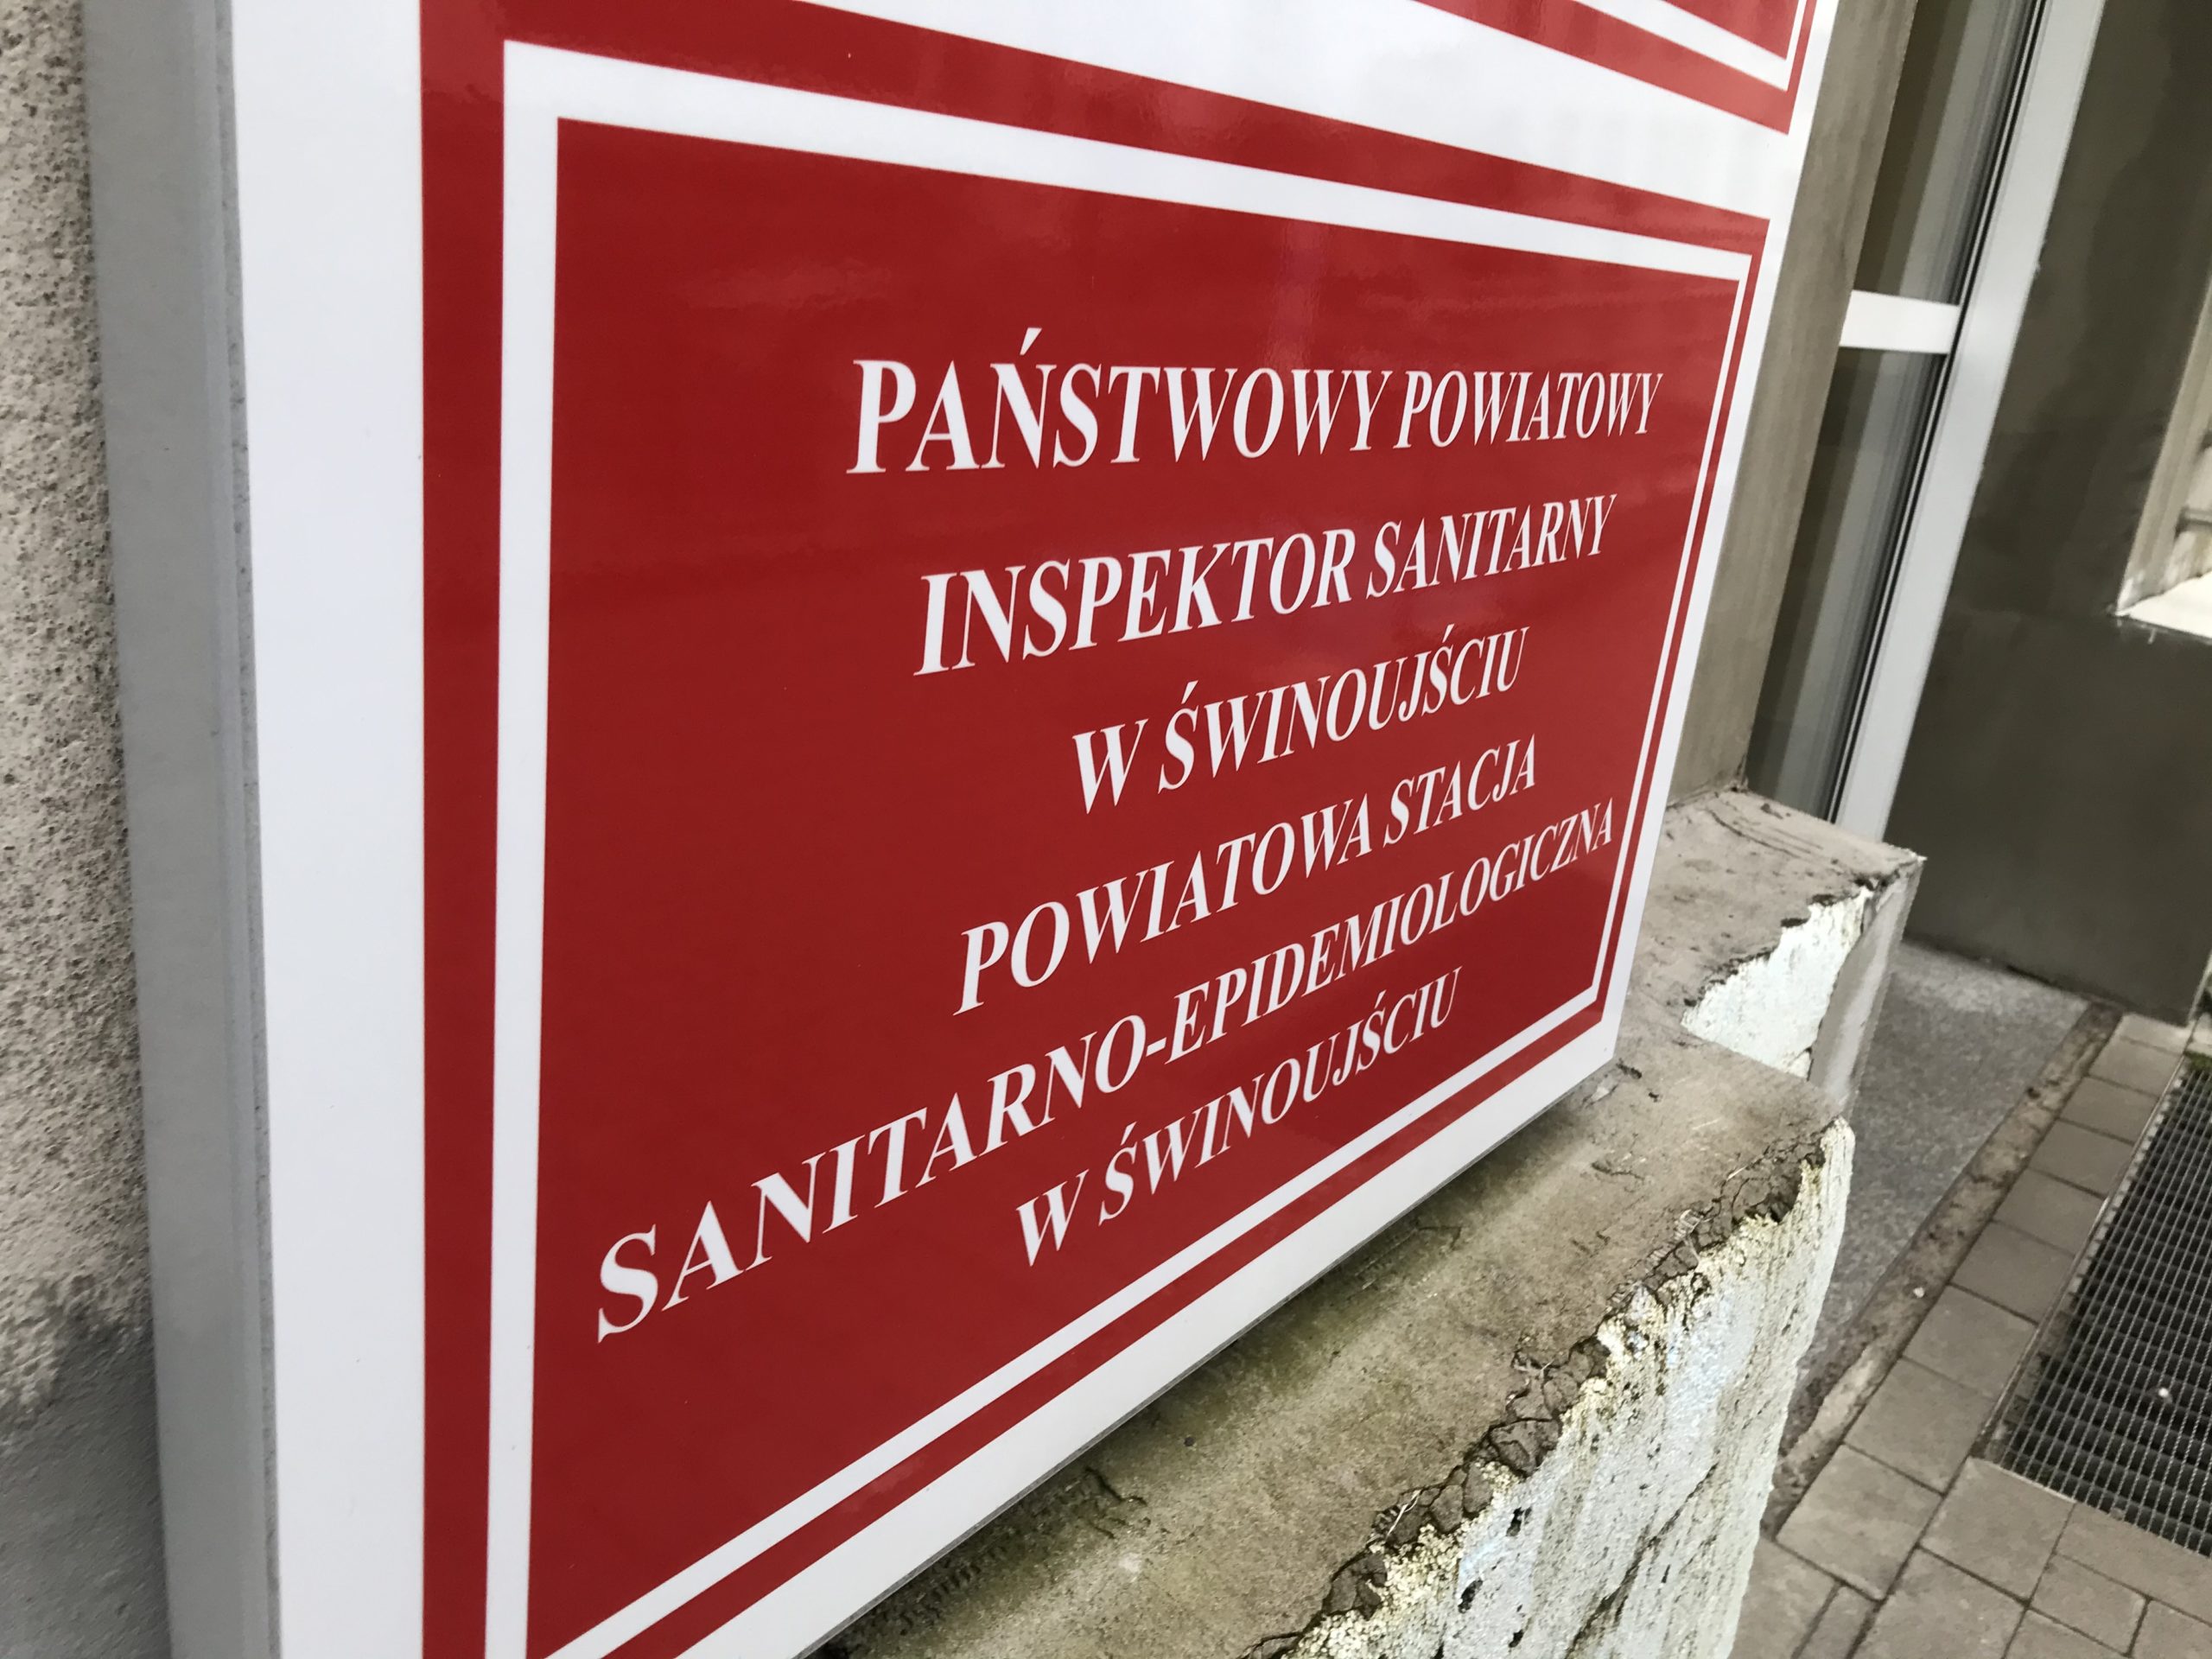 PAŃSTWOWY POWIATOWY
INSPEKTOR SANITARNY
W ŚWINOUJŚCIU
POWIATOWA STACJA
SANITARNO-EPIDEMIOLOGICZNA
W ŚWINOUJŚCIU